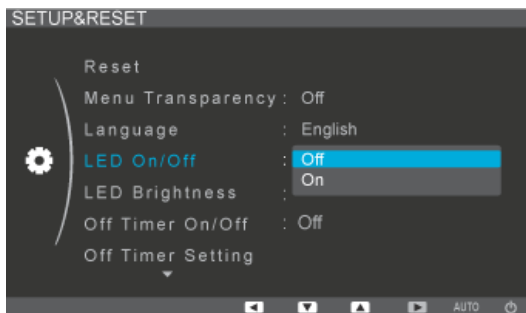 SETUP&RESET
Reset
Menu Transparency : Off
Language : English
LED On/Off : Off
On
LED Brightness :
Off Timer On/Off : Off
Off Timer Setting
AUTO